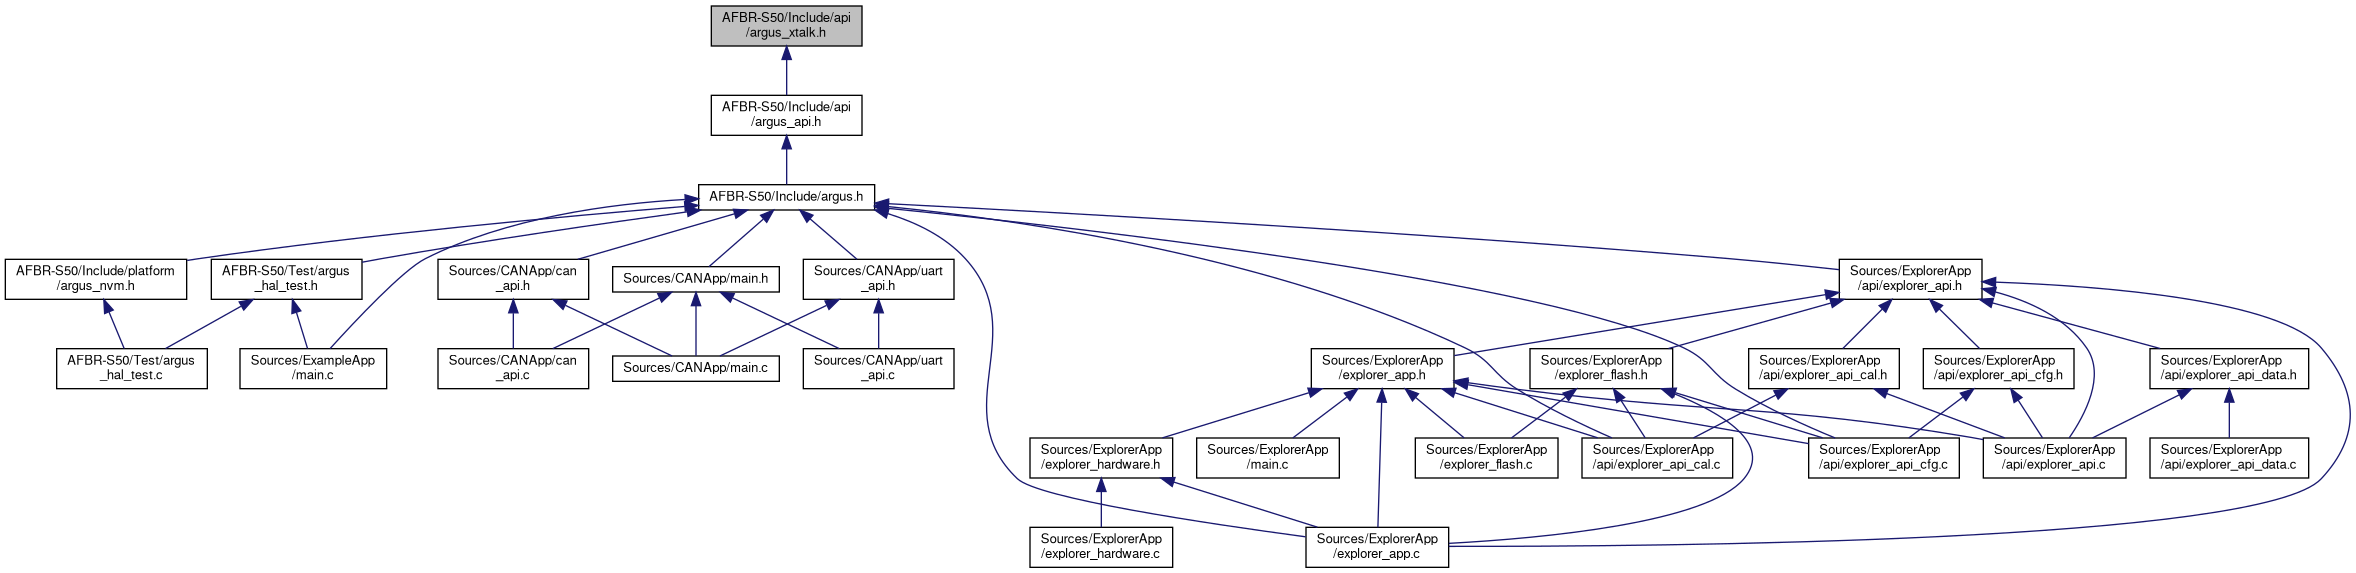 AFBR-S50/Include/api
/argus_xtalk.h
AFBR-S50/Include/api
/argus_api.h
AFBR-S50/Include/argus.h
AFBR-S50/Include/platform
/argus_nvm.h
AFBR-S50/Test/argus
_hal_test.h
Sources/CANApp/can
_api.h
Sources/CANApp/main.h
Sources/CANApp/uart
_api.h
Sources/ExplorerApp
/api/explorer_api.h
AFBR-S50/Test/argus
_hal_test.c
Sources/ExampleApp
/main.c
Sources/CANApp/can
_api.c
Sources/CANApp/main.c
Sources/CANApp/uart
_api.c
Sources/ExplorerApp
/explorer_app.h
Sources/ExplorerApp
/explorer_flash.h
Sources/ExplorerApp
/api/explorer_api_cal.h
Sources/ExplorerApp
/api/explorer_api_cfg.h
Sources/ExplorerApp
/api/explorer_api_data.h
Sources/ExplorerApp
/explorer_hardware.h
Sources/ExplorerApp
/main.c
Sources/ExplorerApp
/explorer_flash.c
Sources/ExplorerApp
/api/explorer_api_cal.c
Sources/ExplorerApp
/api/explorer_api_cfg.c
Sources/ExplorerApp
/api/explorer_api.c
Sources/ExplorerApp
/api/explorer_api_data.c
Sources/ExplorerApp
/explorer_hardware.c
Sources/ExplorerApp
/explorer_app.c